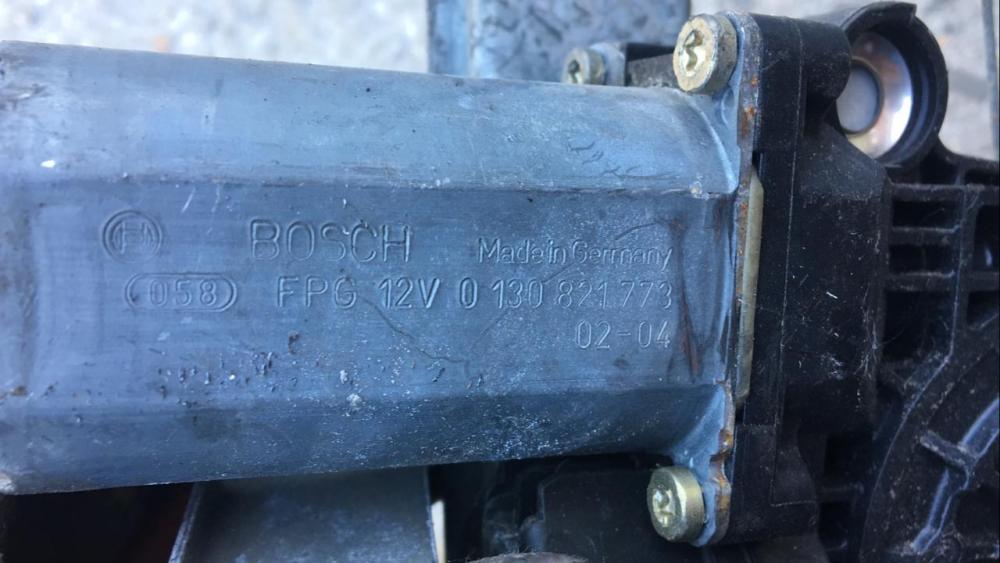 BOSCH Made in Germany
058 FPG 12V 0 130 821 773
02-04